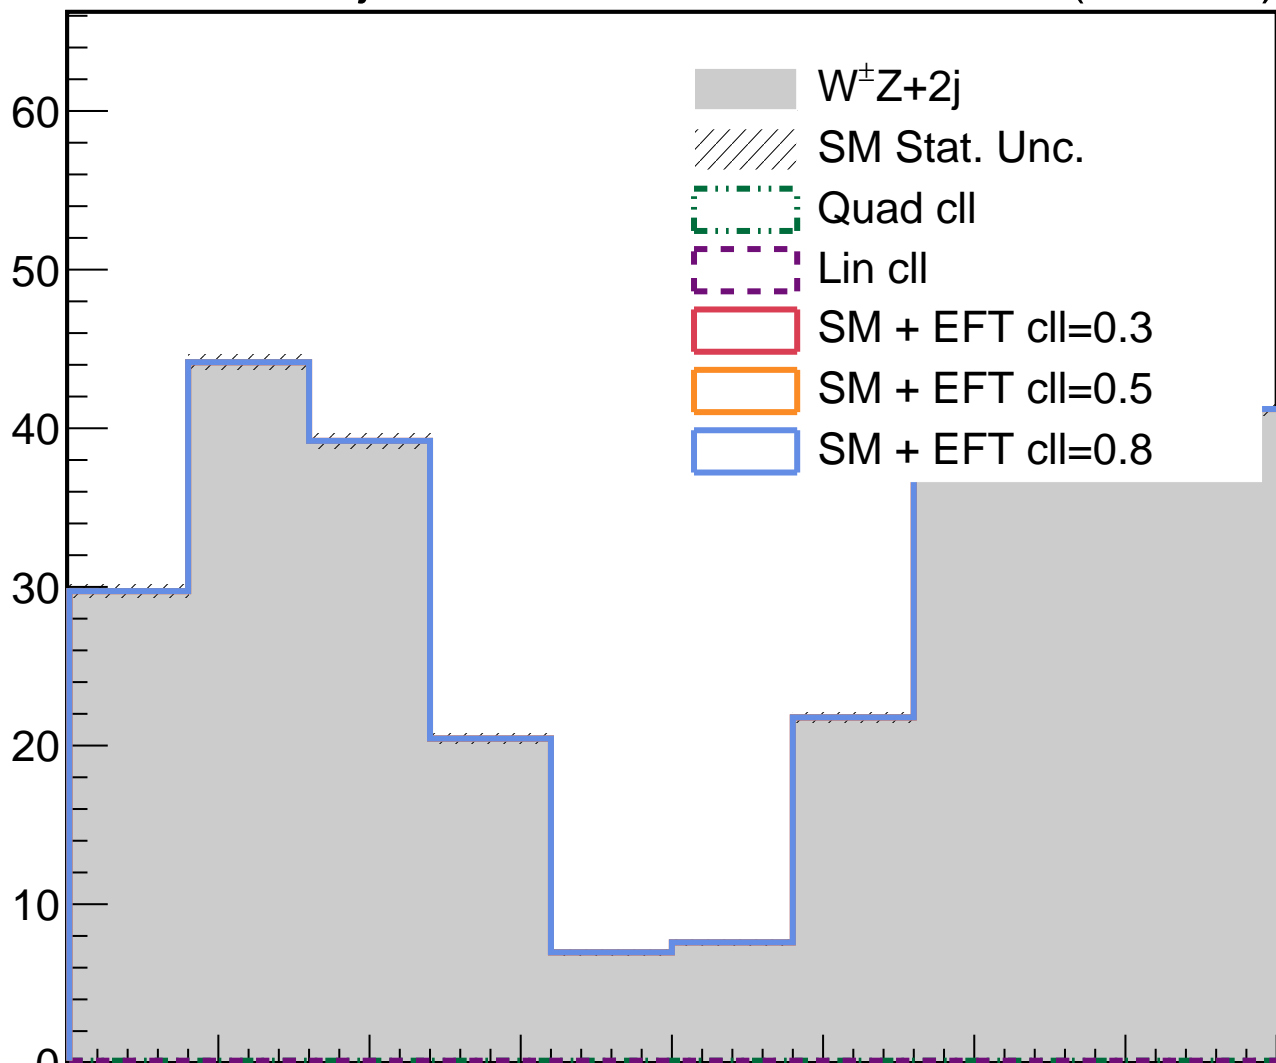 W±Z+2j
SM Stat. Unc.
Quad cll
Lin cll
SM + EFT cll=0.3
SM + EFT cll=0.5
SM + EFT cll=0.8
60
50
40
30
20
10
0